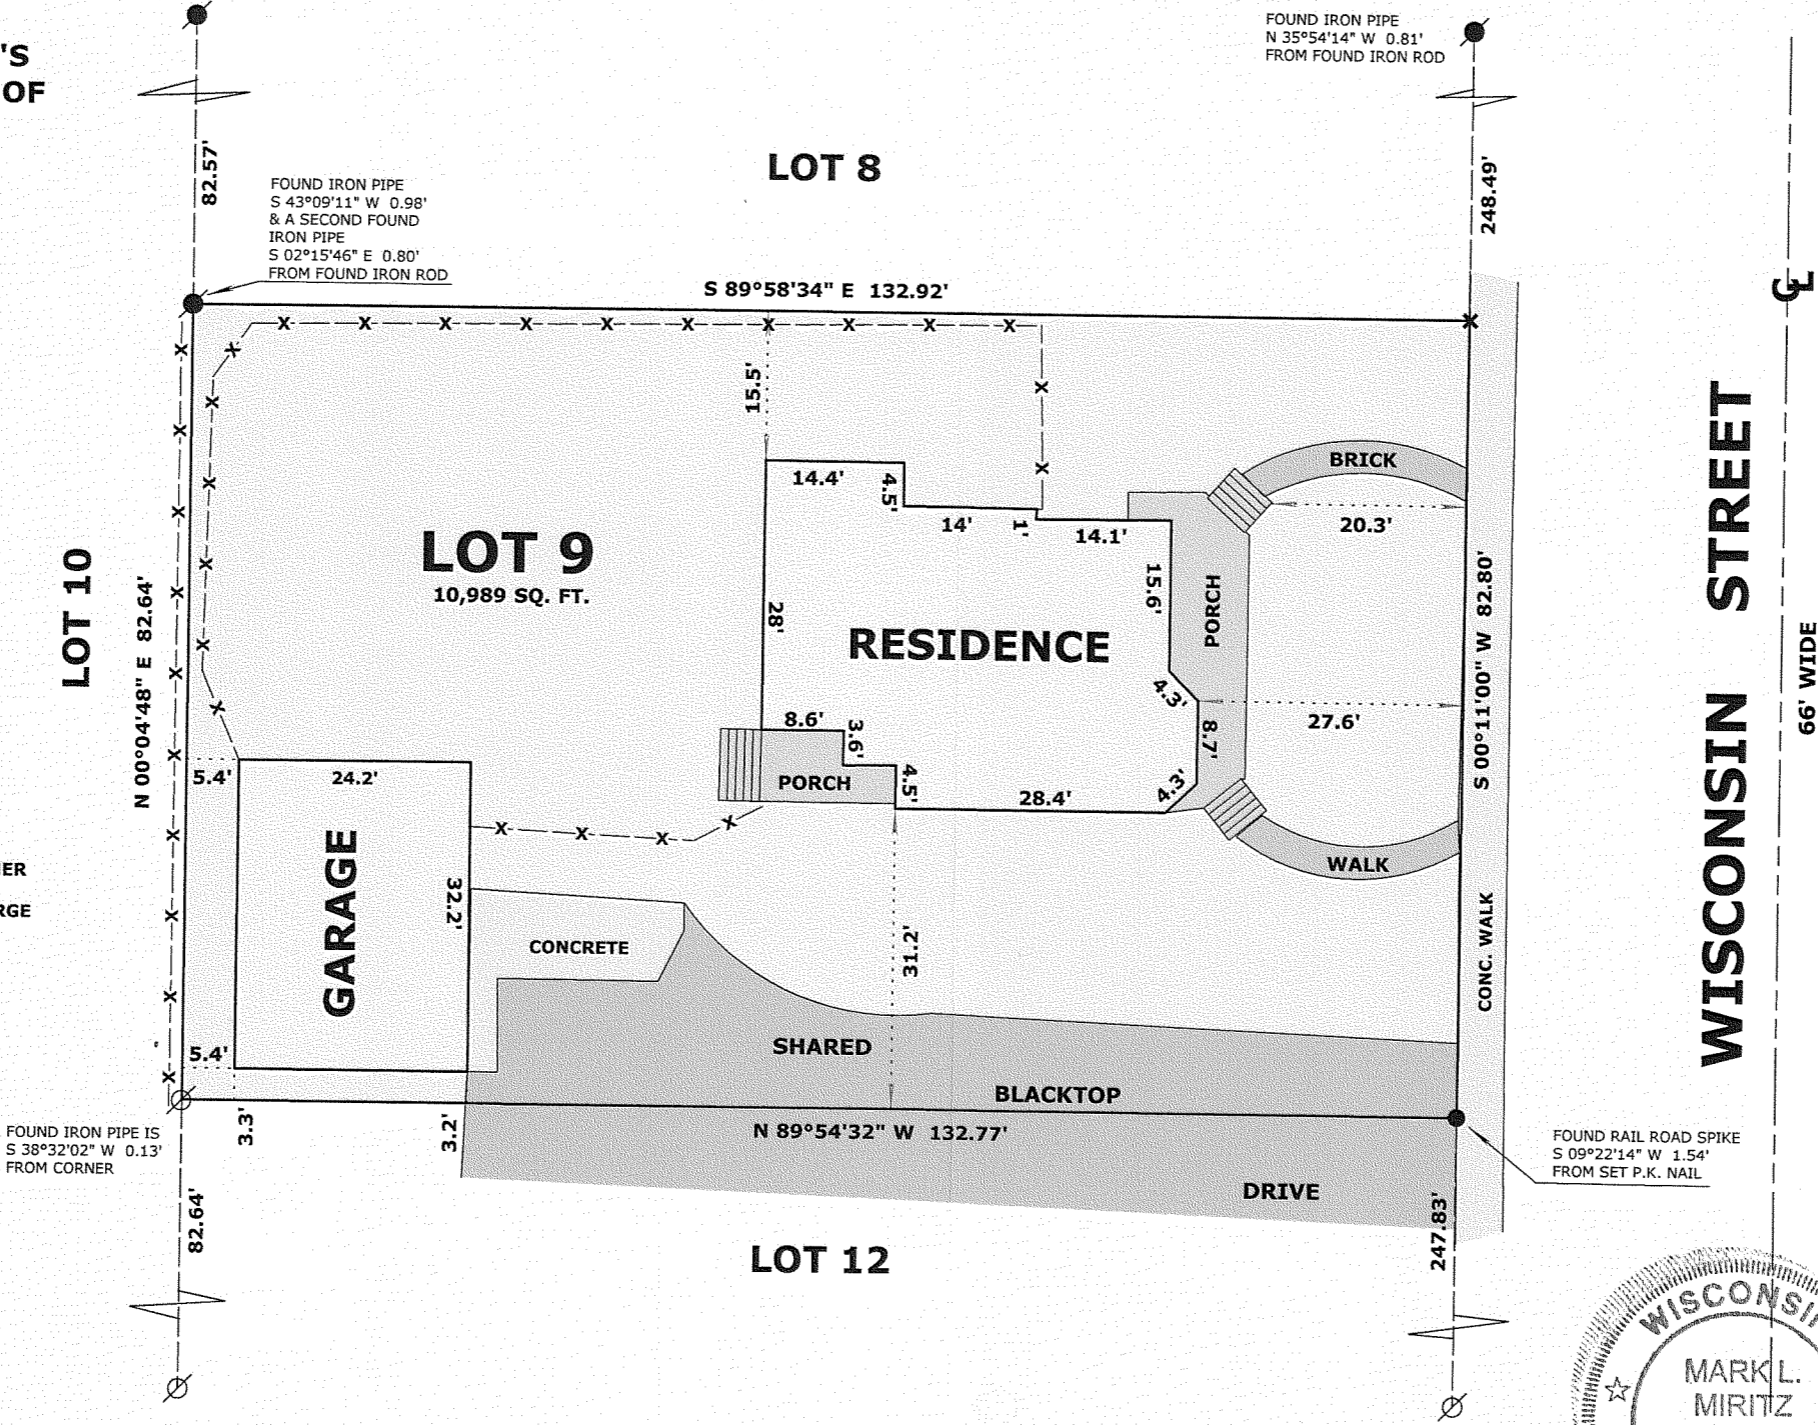 'S
OF
FOUND IRON PIPE
N 35°54'14" W 0.81'
FROM FOUND IRON ROD
82.57'
LOT 8
248.49'
FOUND IRON PIPE
S 43°09'11" W 0.98'
& A SECOND FOUND
IRON PIPE
S 02°15'46" E 0.80'
FROM FOUND IRON ROD
S 89°58'34" E 132.92'
CL
X X X X X X X X X X
15.5'
14.4'
4.5'
14'
1'
14.1'
BRICK
20.3'
LOT 10
N 00°04'48" E 82.64'
LOT 9
10,989 SQ. FT.
28'
RESIDENCE
15.6'
PORCH
4.3'
27.6'
S 00°11'00" W 82.80'
WISCONSIN STREET
66' WIDE
8.6'
3.6'
8.7'
PORCH
4.5'
28.4'
4.3'
5.4'
24.2'
X X X X
WALK
GARAGE
32.2'
CONCRETE
31.2'
CONC. WALK
IER
RGE
SHARED
5.4'
BLACKTOP
3.3'
3.2'
N 89°54'32" W 132.77'
FOUND IRON PIPE IS
S 38°32'02" W 0.13'
FROM CORNER
FOUND RAIL ROAD SPIKE
S 09°22'14" W 1.54'
FROM SET P.K. NAIL
DRIVE
82.64'
LOT 12
247.83'
WISCONSIN
MARK L.
MIRITZ